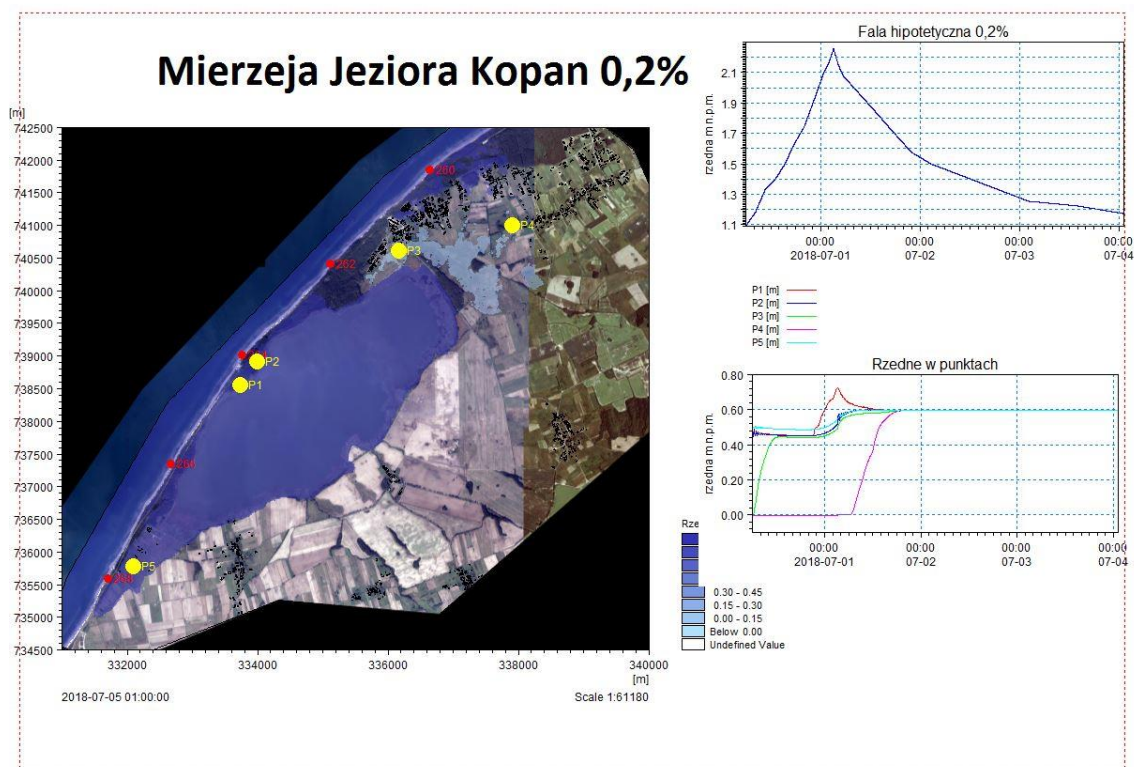 Mierzeja Jeziora Kopan 0,2%
[m]
742500
742000
741500
741000
740500
740000
739500
739000
738500
738000
737500
737000
736500
736000
735500
735000
734500
260
P4
P3
262
P2
P1
P5
332000
334000
336000
338000
340000
[m]
2018-07-05 01:00:00
Scale 1:61180
Fala hipotetyczna 0,2%
rzedna m n.p.m.
2.1
1.9
1.7
1.5
1.3
1.1
00:00
00:00
00:00
00:00
2018-07-01
07-02
07-03
07-04
P1 [m]
P2 [m]
P3 [m]
P4 [m]
P5 [m]
Rzedne w punktach
rzedna m n.p.m.
0.80
0.60
0.40
0.20
0.00
00:00
00:00
00:00
00:00
2018-07-01
07-02
07-03
07-04
Rze
0.30 - 0.45
0.15 - 0.30
0.00 - 0.15
Below 0.00
Undefined Value